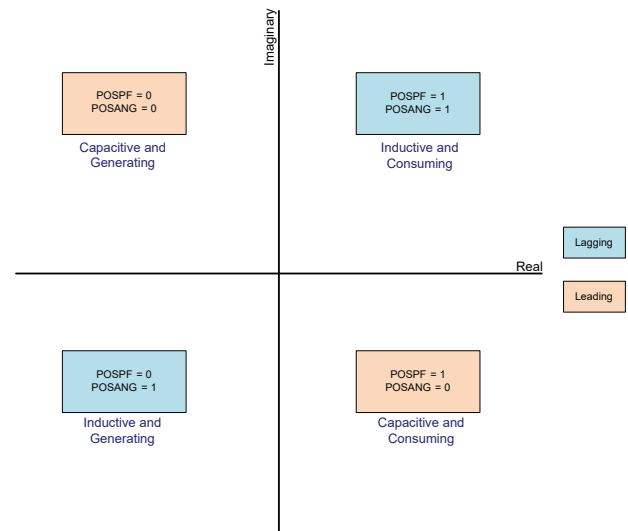 Imaginary
POSPF = 0
POSANG = 0
Capacitive and
Generating
POSPF = 1
POSANG = 1
Inductive and
Consuming
Lagging
Real
Leading
POSPF = 0
POSANG = 1
Inductive and
Generating
POSPF = 1
POSANG = 0
Capacitive and
Consuming